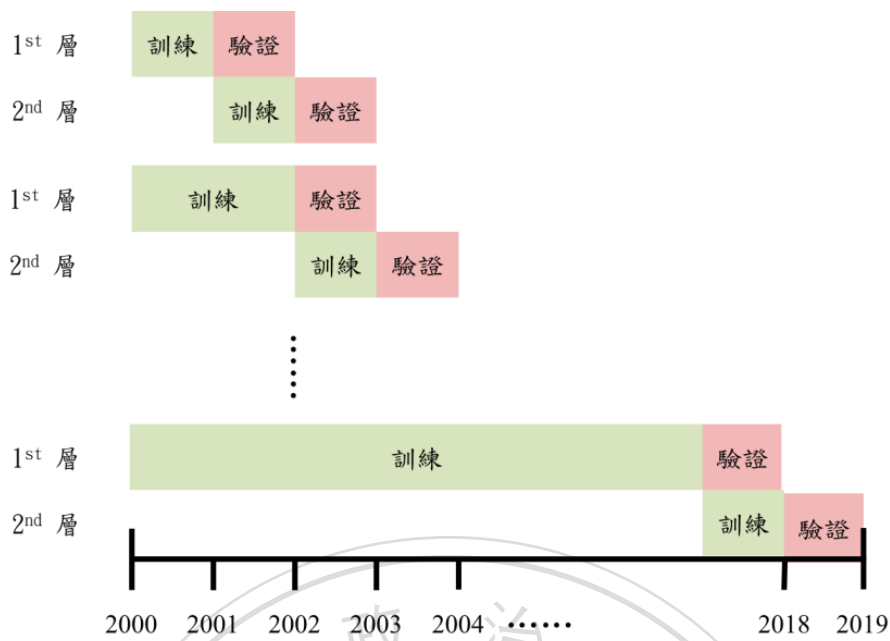 1st 層 訓練 驗證
2nd 層 訓練 驗證
1st 層 訓練 驗證
2nd 層 訓練 驗證
1st 層 訓練 驗證
2nd 層 訓練 驗證
2000 2001 2002 2003 2004 ‧‧‧‧‧‧ 2018 2019
政 治